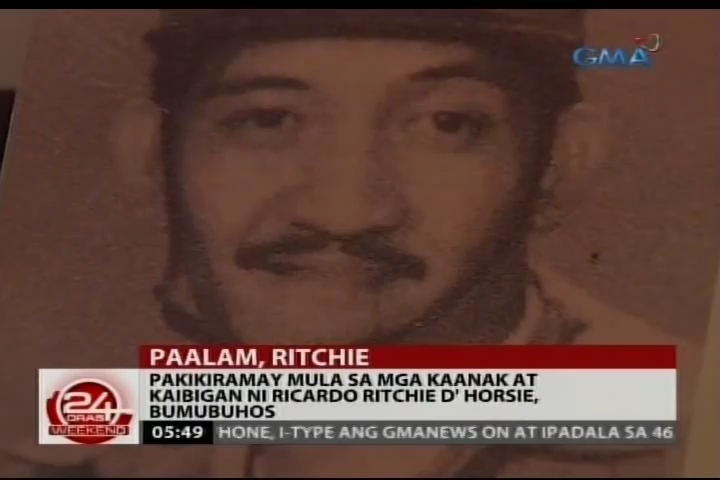 GMA
PAALAM, RITCHIE
PAKIKIRAMAY MULA SA MGA KAANAK AT
KAIBIGAN NI RICARDO RITCHIE D' HORSIE,
BUMUBUHOS
24
ORAS
WEEKEND
05:49 HONE, I-TYPE ANG GMANEWS ON AT IPADALA SA 46